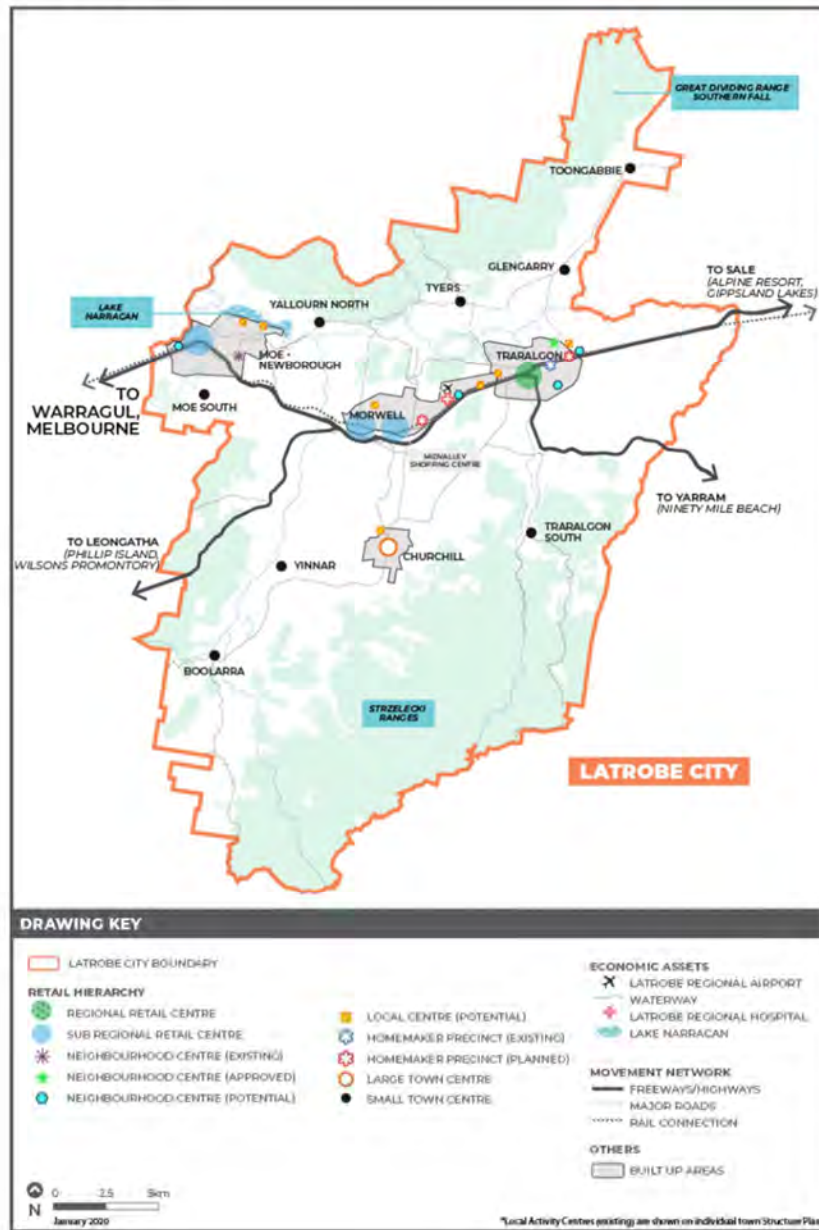 GREAT DIVIDING RANGE
SOUTHERN FALL
TOONGABBIE
GLENGARRY
TO SALE
(ALPINE RESORT,
GIPPSLAND LAKES)
TYERS
LAKE
NARRACAN
YALLOURN NORTH
MOE -
NEWBOROUGH
TRARALGON
TO
WARRAGUL,
MELBOURNE
MOE SOUTH
MORWELL
MIDVALLEY
SHOPPING CENTRE
TO YARRAM
(NINETY MILE BEACH)
TO LEONGATHA
(PHILLIP ISLAND,
WILSONS PROMONTORY)
TRARALGON
SOUTH
CHURCHILL
YINNAR
BOOLARRA
STRZELECKI
RANGES
LATROBE CITY
DRAWING KEY
LATROBE CITY BOUNDARY
RETAIL HIERARCHY
REGIONAL RETAIL CENTRE
SUB REGIONAL RETAIL CENTRE
NEIGHBOURHOOD CENTRE (EXISTING)
NEIGHBOURHOOD CENTRE (APPROVED)
NEIGHBOURHOOD CENTRE (POTENTIAL)
LOCAL CENTRE (POTENTIAL)
HOMEMAKER PRECINCT (EXISTING)
HOMEMAKER PRECINCT (PLANNED)
LARGE TOWN CENTRE
SMALL TOWN CENTRE
ECONOMIC ASSETS
LATROBE REGIONAL AIRPORT
WATERWAY
LATROBE REGIONAL HOSPITAL
LAKE NARRACAN
MOVEMENT NETWORK
FREEWAYS/HIGHWAYS
MAJOR ROADS
RAIL CONNECTION
OTHERS
BUILT UP AREAS
0 2.5 5km
N
January 2020
*Local Activity Centres (existing) are shown on individual town Structure Plan